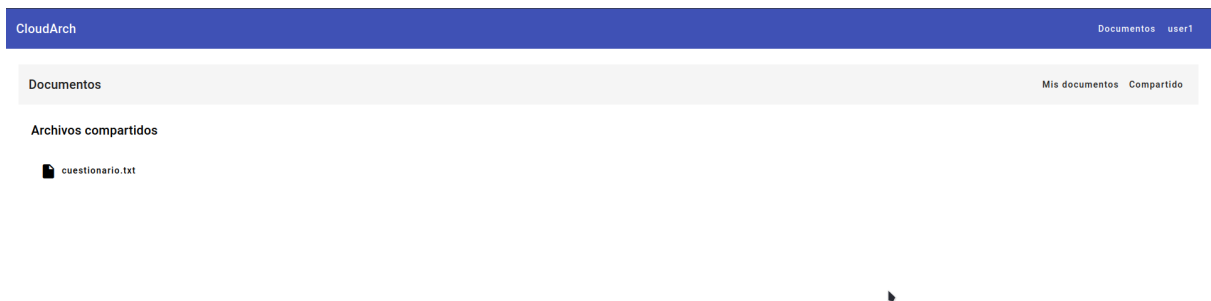 CloudArch Documentos user1
Documentos Mis documentos Compartido
Archivos compartidos
cuestionario.txt